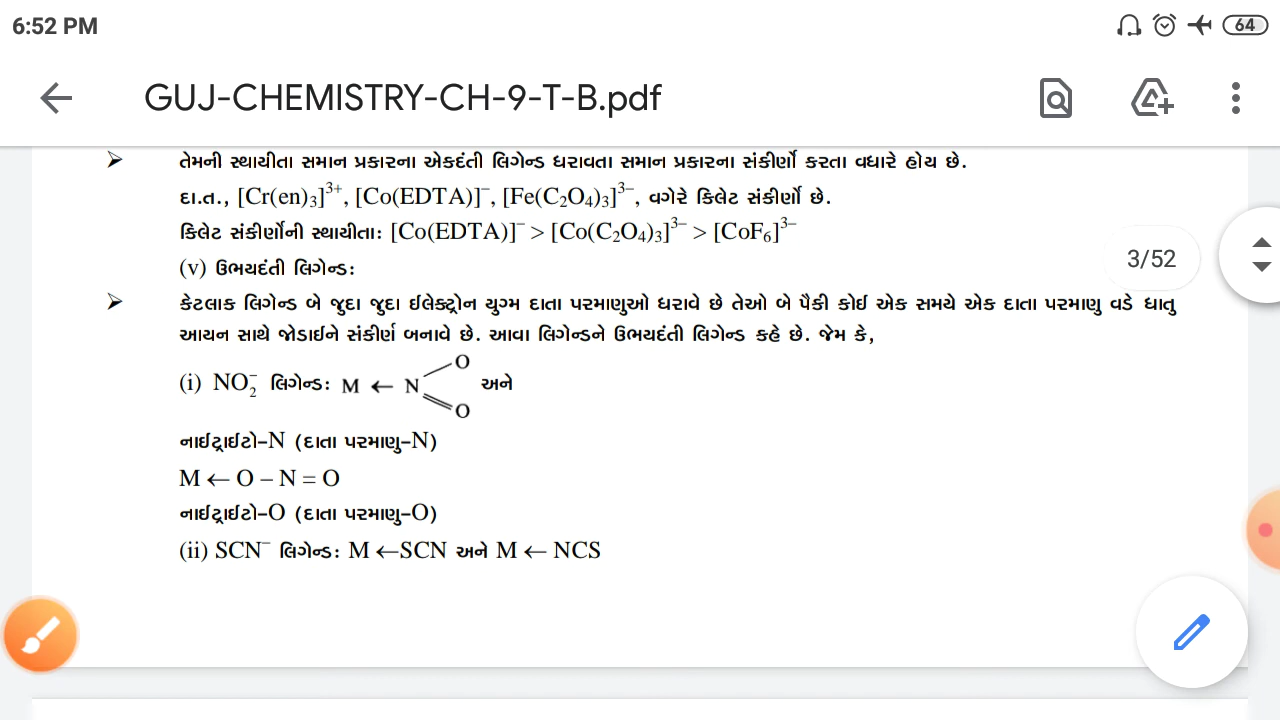 6:52 PM
64
GUJ-CHEMISTRY-CH-9-T-B.pdf
➢ તેમની સ્થાયીતા સમાન પ્રકારના એકદંતી લિગેન્ડ ધરાવતા સમાન પ્રકારના સંકીર્ણો કરતા વધારે હોય છે.
દા.ત., [Cr(en)₃]³⁺, [Co(EDTA)]⁻, [Fe(C₂O₄)₃]³⁻, વગેરે કિલેટ સંકીર્ણો છે.
કિલેટ સંકીર્ણોની સ્થાયીતાઃ [Co(EDTA)]⁻ > [Co(C₂O₄)₃]³⁻ > [CoF₆]³⁻
3/52
(v) ઉભયદંતી લિગેન્ડઃ
➢ કેટલાક લિગેન્ડ બે જુદા જુદા ઈલેક્ટ્રોન યુગ્મ દાતા પરમાણુઓ ધરાવે છે તેઓ બે પૈકી કોઈ એક સમયે એક દાતા પરમાણુ વડે ધાતુ
આયન સાથે જોડાઈને સંકીર્ણ બનાવે છે. આવા લિગેન્ડને ઉભયદંતી લિગેન્ડ કહે છે. જેમ કે,
O
(i) NO₂⁻ લિગેન્ડઃ M ← N અને
O
નાઈટ્રાઈટો–N (દાતા પરમાણુ–N)
M ← O – N = O
નાઈટ્રાઈટો–O (દાતા પરમાણુ–O)
(ii) SCN⁻ લિગેન્ડઃ M ←SCN અને M ← NCS